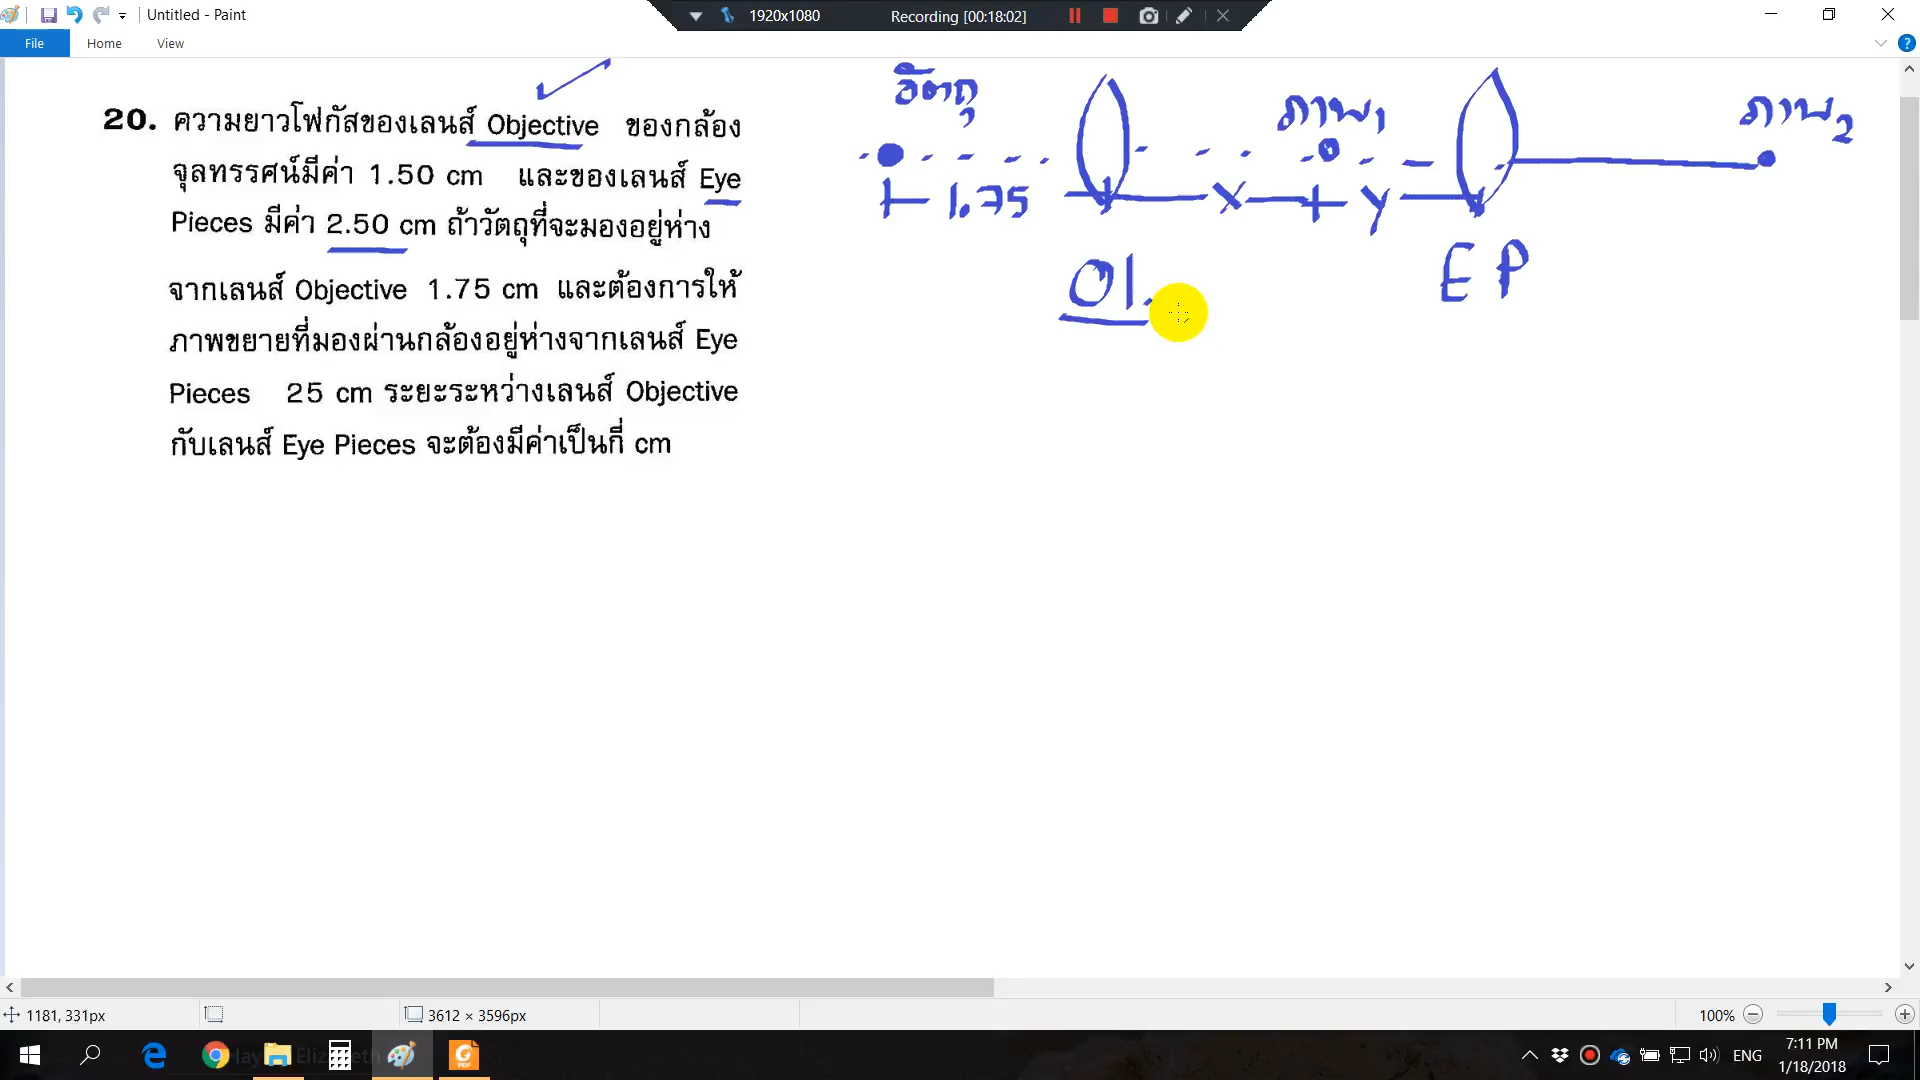 Untitled - Paint
1920x1080
Recording [00:18:02]
File Home View
20. ความยาวโฟกัสของเลนส์ Objective ของกล้อง
จุลทรรศน์มีค่า 1.50 cm และของเลนส์ Eye
Pieces มีค่า 2.50 cm ถ้าวัตถุที่จะมองอยู่ห่าง
จากเลนส์ Objective 1.75 cm และต้องการให้
ภาพขยายที่มองผ่านกล้องอยู่ห่างจากเลนส์ Eye
Pieces 25 cm ระยะระหว่างเลนส์ Objective
กับเลนส์ Eye Pieces จะต้องมีค่าเป็นกี่ cm
วัตถุ
ภาพ1
ภาพ2
1.75 X Y
E P
1181, 331px
3612 × 3596px
100%
ENG
7:11 PM
1/18/2018